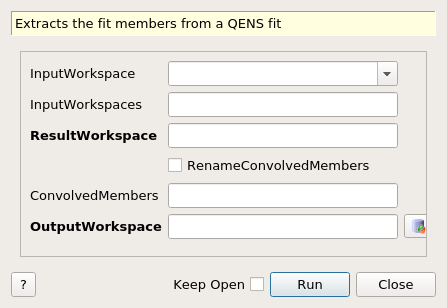 Extracts the fit members from a QENS fit
InputWorkspace
InputWorkspaces
ResultWorkspace
RenameConvolvedMembers
ConvolvedMembers
OutputWorkspace
? Keep Open Run Close